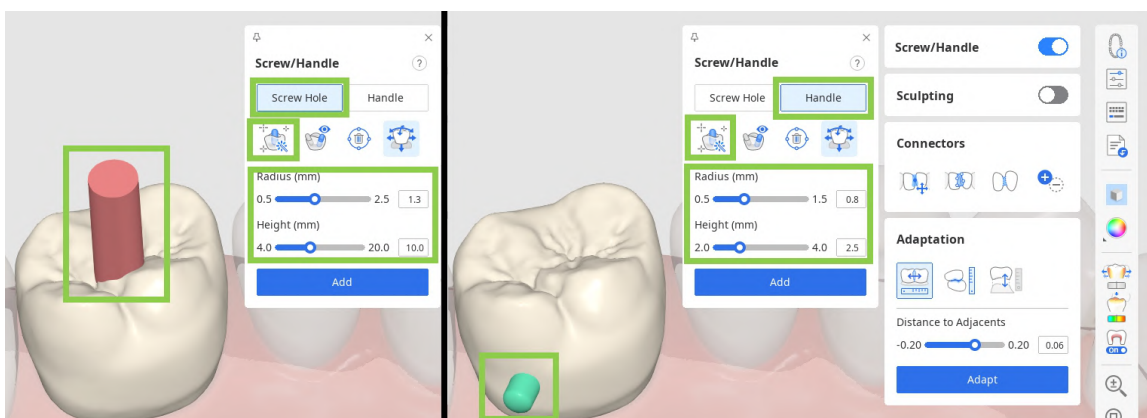 Screw/Handle
?
Screw Hole Handle
Radius (mm)
0.5 2.5 1.3
Height (mm)
4.0 20.0 10.0
Add
Screw/Handle
?
Screw Hole Handle
Radius (mm)
0.5 1.5 0.8
Height (mm)
2.0 4.0 2.5
Add
Screw/Handle
Sculpting
Connectors
Adaptation
Distance to Adjacents
-0.20 0.20 0.06
Adapt
ON